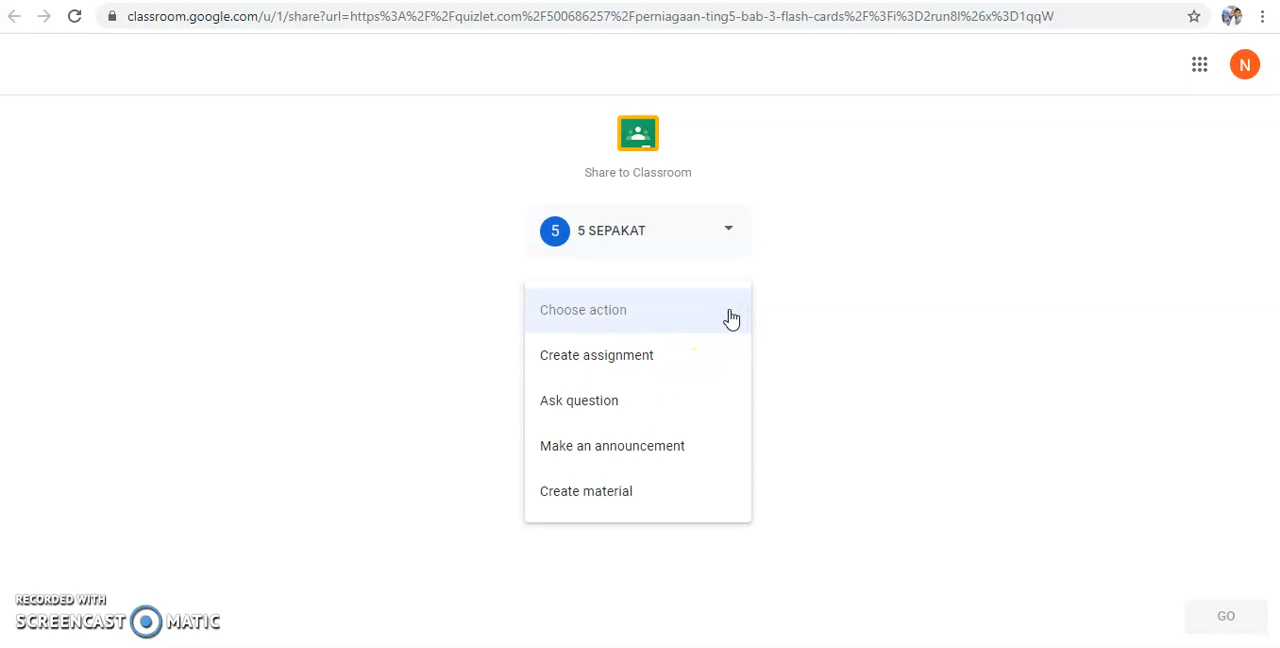 classroom.google.com/u/1/share?url=https%3A%2F%2Fquizlet.com%2F500686257%2Fperniagaan-ting5-bab-3-flash-cards%2F%3Fi%3D2run8l%26x%3D1qqW
N
Share to Classroom
5 5 SEPAKAT
Choose action
Create assignment
Ask question
Make an announcement
Create material
RECORDED WITH
SCREENCAST MATIC
GO